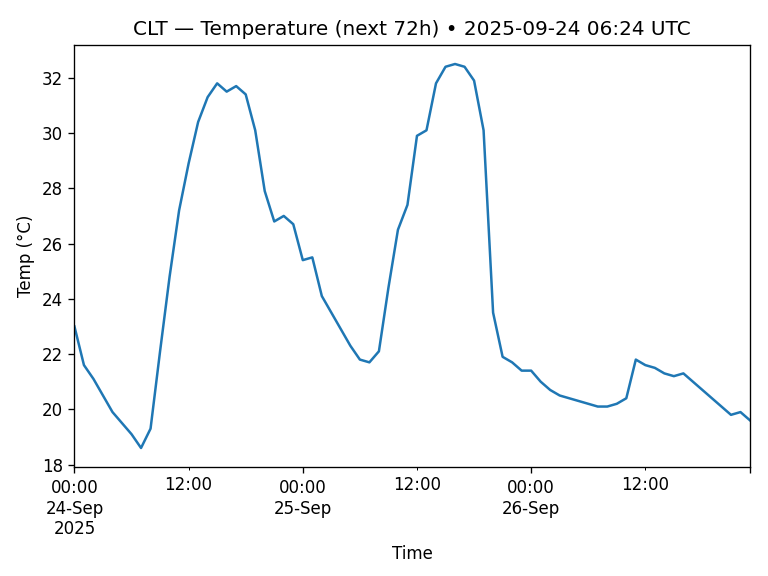 CLT — Temperature (next 72h) • 2025-09-24 06:24 UTC
Temp (°C)
32
30
28
26
24
22
20
18
00:00 12:00 00:00 12:00 00:00 12:00
24-Sep 25-Sep 26-Sep
2025
Time